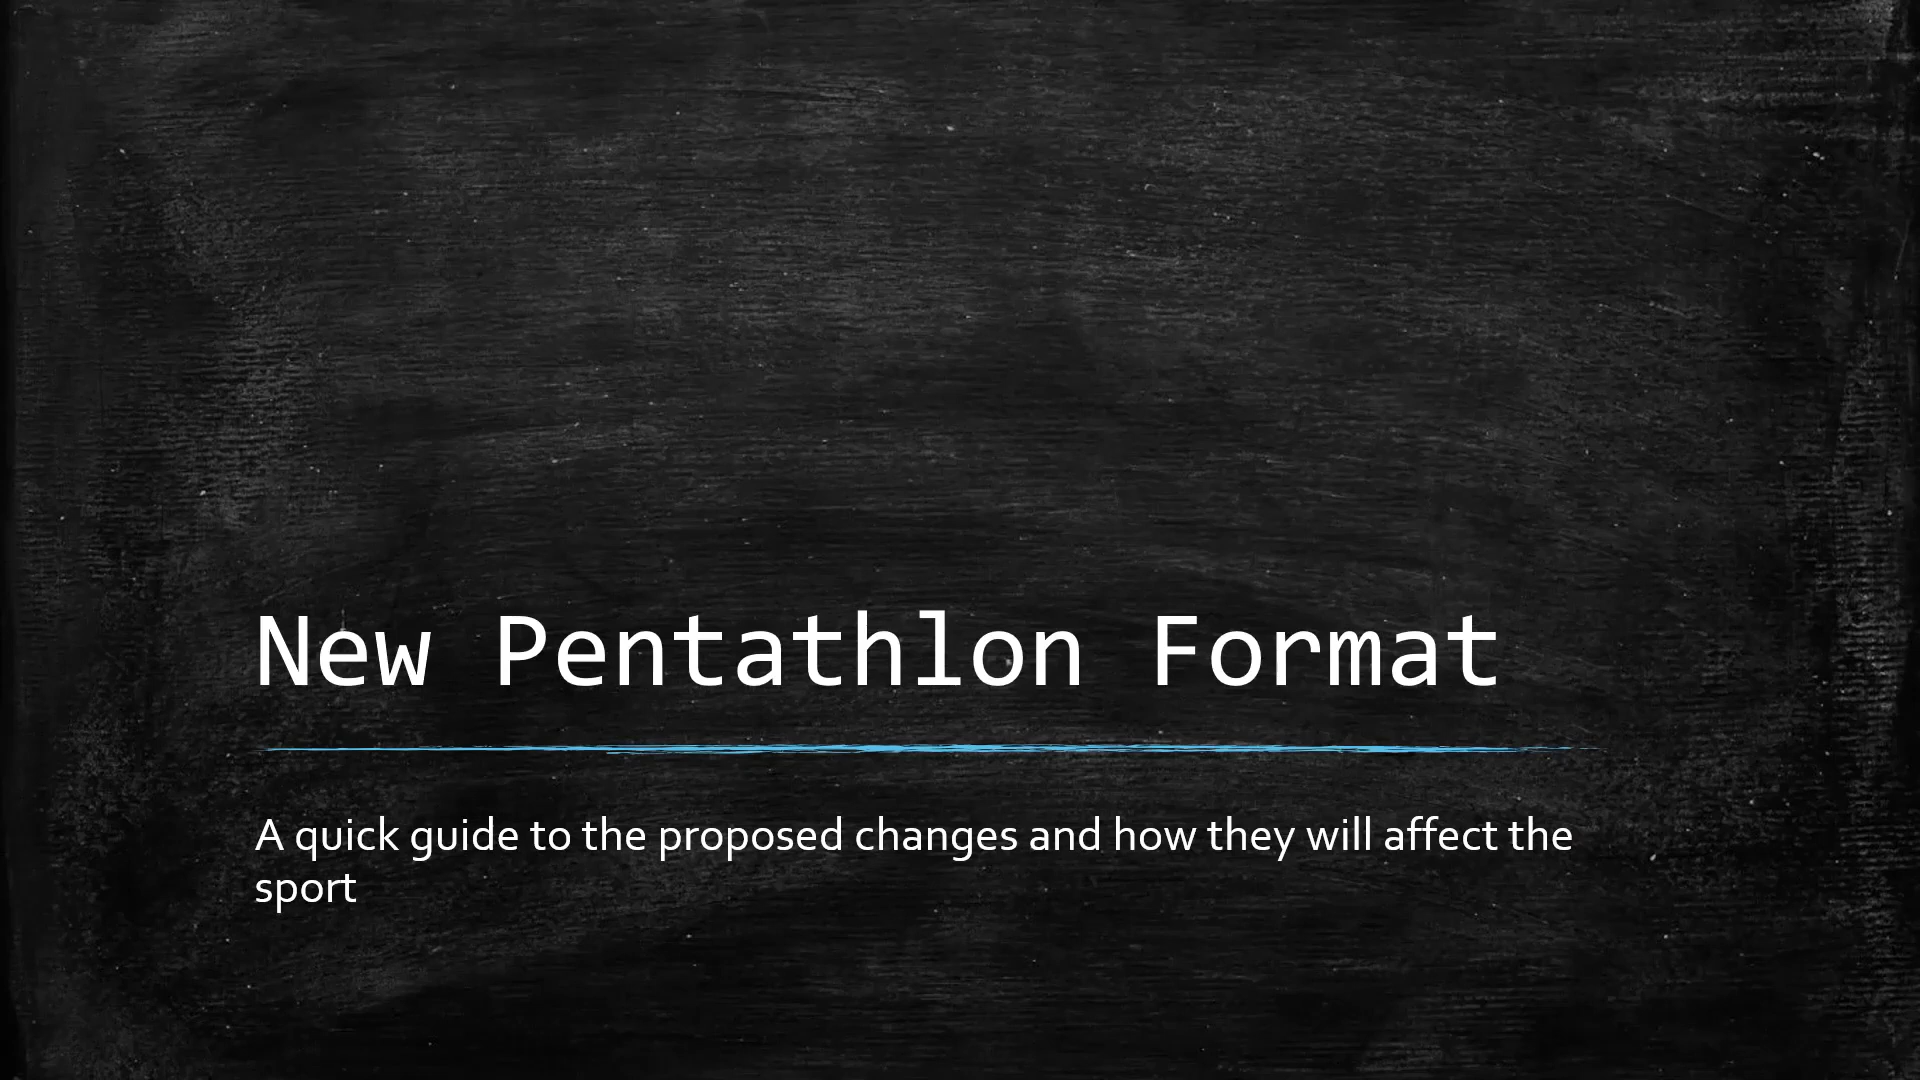 New Pentathlon Format
A quick guide to the proposed changes and how they will affect the
sport